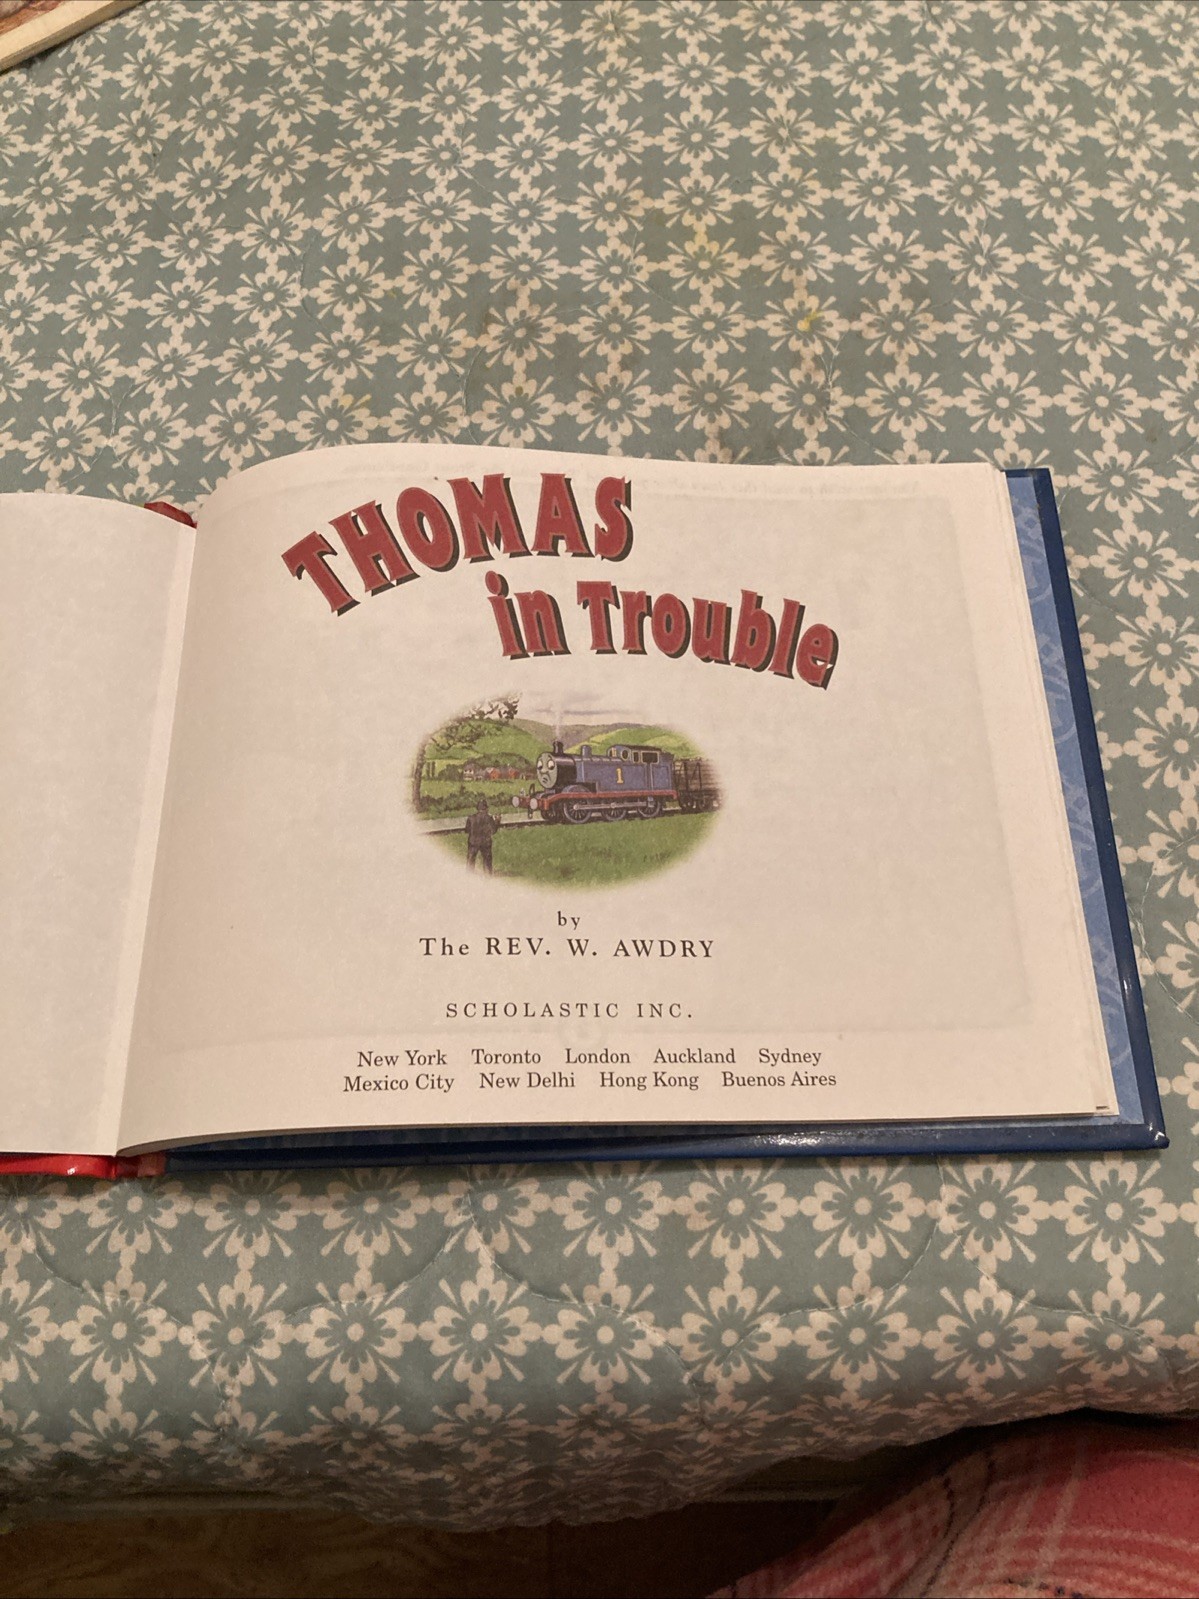 THOMAS
in Trouble
1
by
The REV. W. AWDRY
SCHOLASTIC INC.
New York Toronto London Auckland Sydney
Mexico City New Delhi Hong Kong Buenos Aires